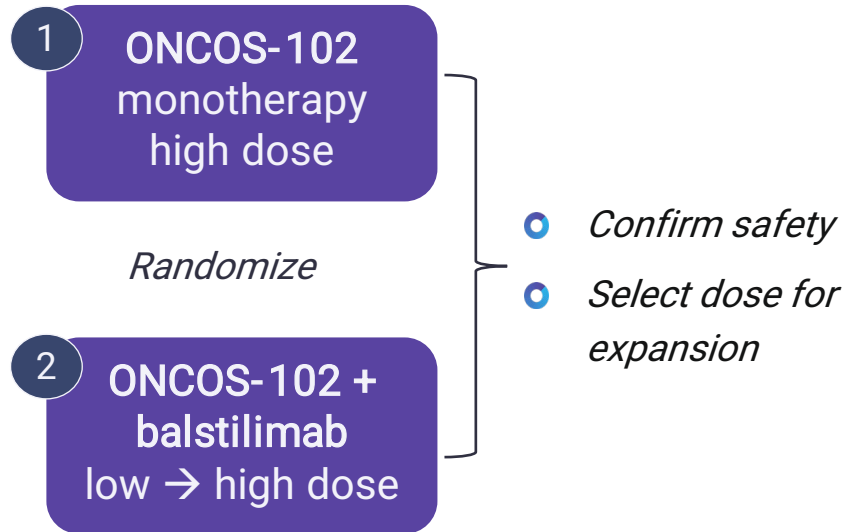 1
ONCOS-102
monotherapy
high dose
Randomize
2
ONCOS-102 +
balstilimab
low → high dose
Confirm safety
Select dose for
expansion